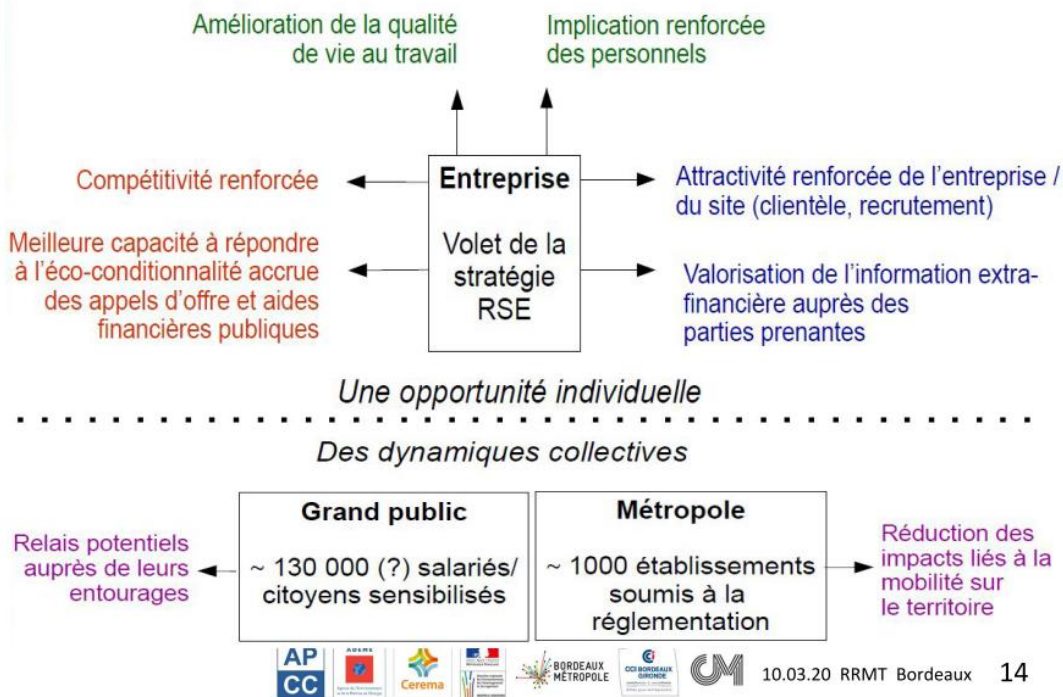 Amélioration de la qualité
de vie au travail
Implication renforcée
des personnels
Compétitivité renforcée
Meilleure capacité à répondre
à l'éco-conditionnalité accrue
des appels d'offre et aides
financières publiques
Entreprise
Volet de la
stratégie
RSE
Attractivité renforcée de l'entreprise /
du site (clientèle, recrutement)
Valorisation de l'information extra-
financière auprès des
parties prenantes
Une opportunité individuelle
Des dynamiques collectives
Relais potentiels
auprès de leurs
entourages
Grand public
~ 130 000 (?) salariés/
citoyens sensibilisés
Métropole
~ 1000 établissements
soumis à la
réglementation
Réduction des
impacts liés à la
mobilité sur
le territoire
AP
CC
ADEME
Cerema
BORDEAUX
MÉTROPOLE
CCI BORDEAUX
GIRONDE
10.03.20 RRMT Bordeaux 14